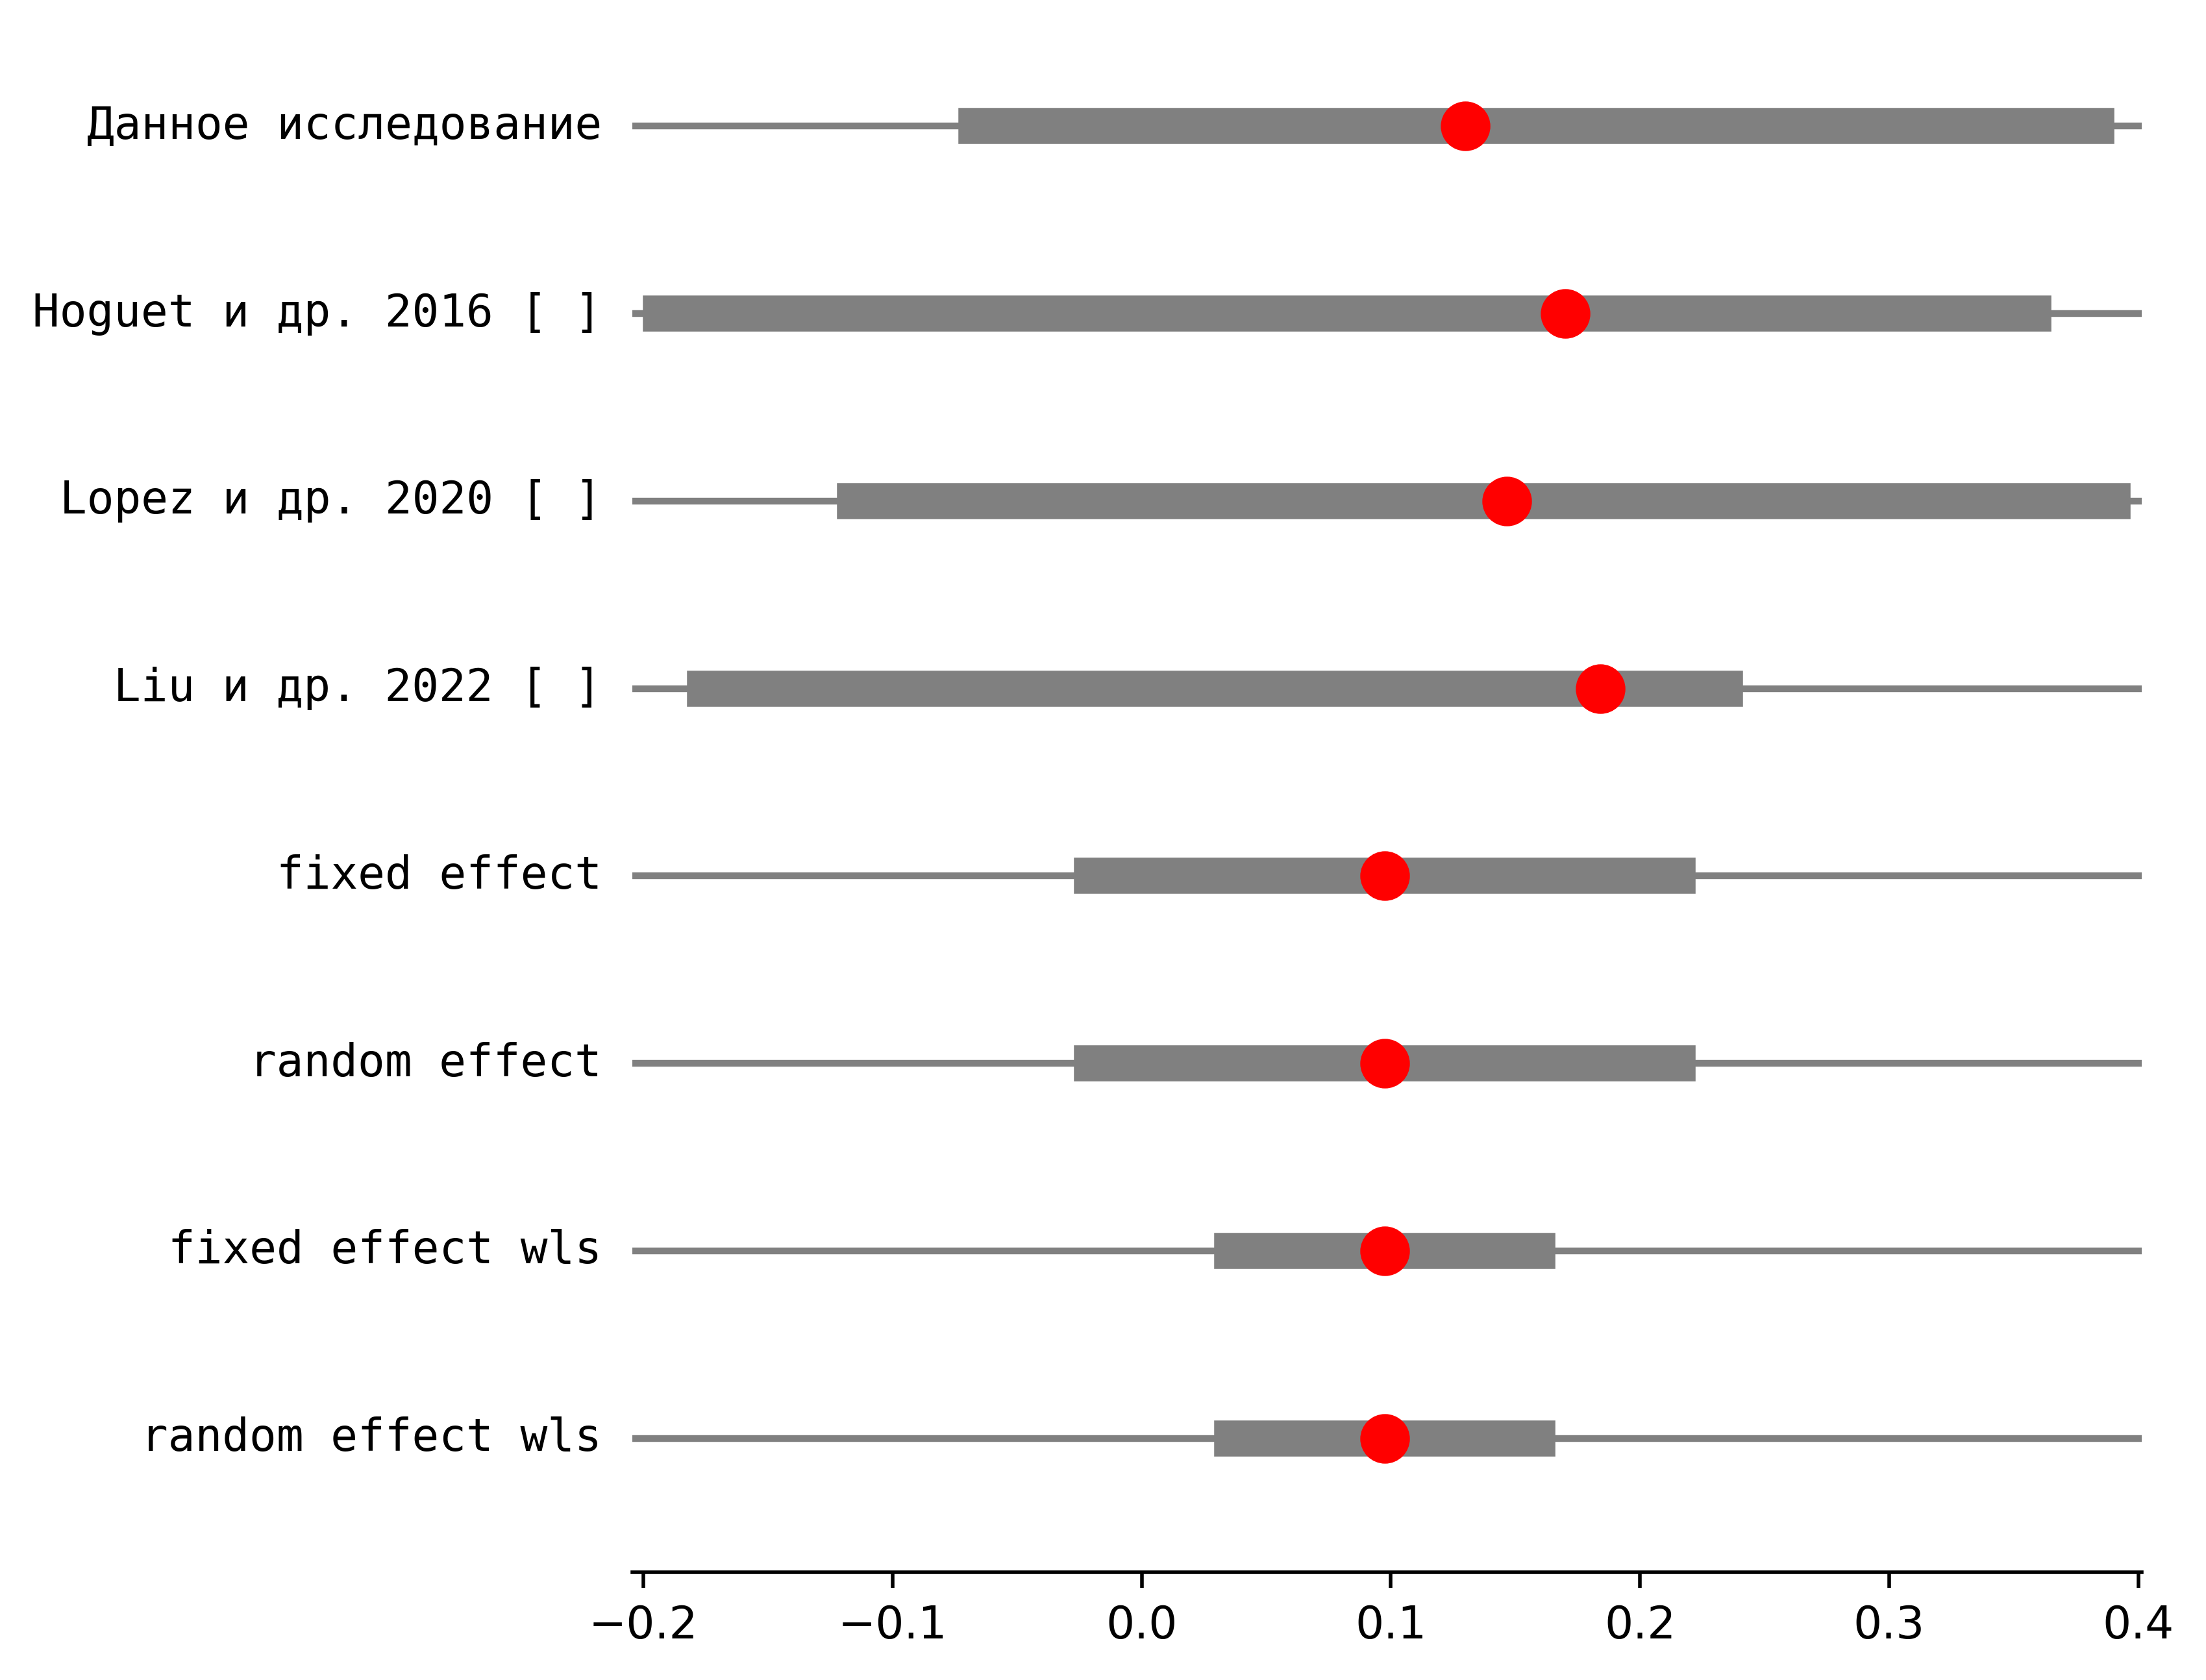 Данное исследование
Hoguet и др. 2016 [ ]
Lopez и др. 2020 [ ]
Liu и др. 2022 [ ]
fixed effect
random effect
fixed effect wls
random effect wls
−0.2 −0.1 0.0 0.1 0.2 0.3 0.4